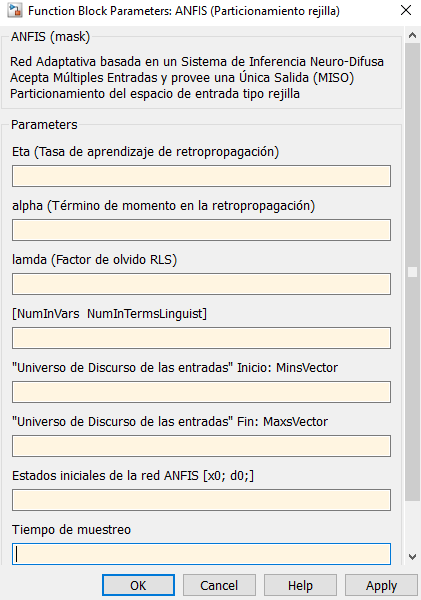 Function Block Parameters: ANFIS (Particionamiento rejilla)
ANFIS (mask)
Red Adaptativa basada en un Sistema de Inferencia Neuro-Difusa
Acepta Múltiples Entradas y provee una Única Salida (MISO)
Particionamiento del espacio de entrada tipo rejilla
Parameters
Eta (Tasa de aprendizaje de retropropagación)
alpha (Término de momento en la retropropagación)
lamda (Factor de olvido RLS)
[NumInVars  NumInTermsLinguist]
"Universo de Discurso de las entradas" Inicio: MinsVector
"Universo de Discurso de las entradas" Fin: MaxsVector
Estados iniciales de la red ANFIS [x0; d0;]
Tiempo de muestreo
OK Cancel Help Apply